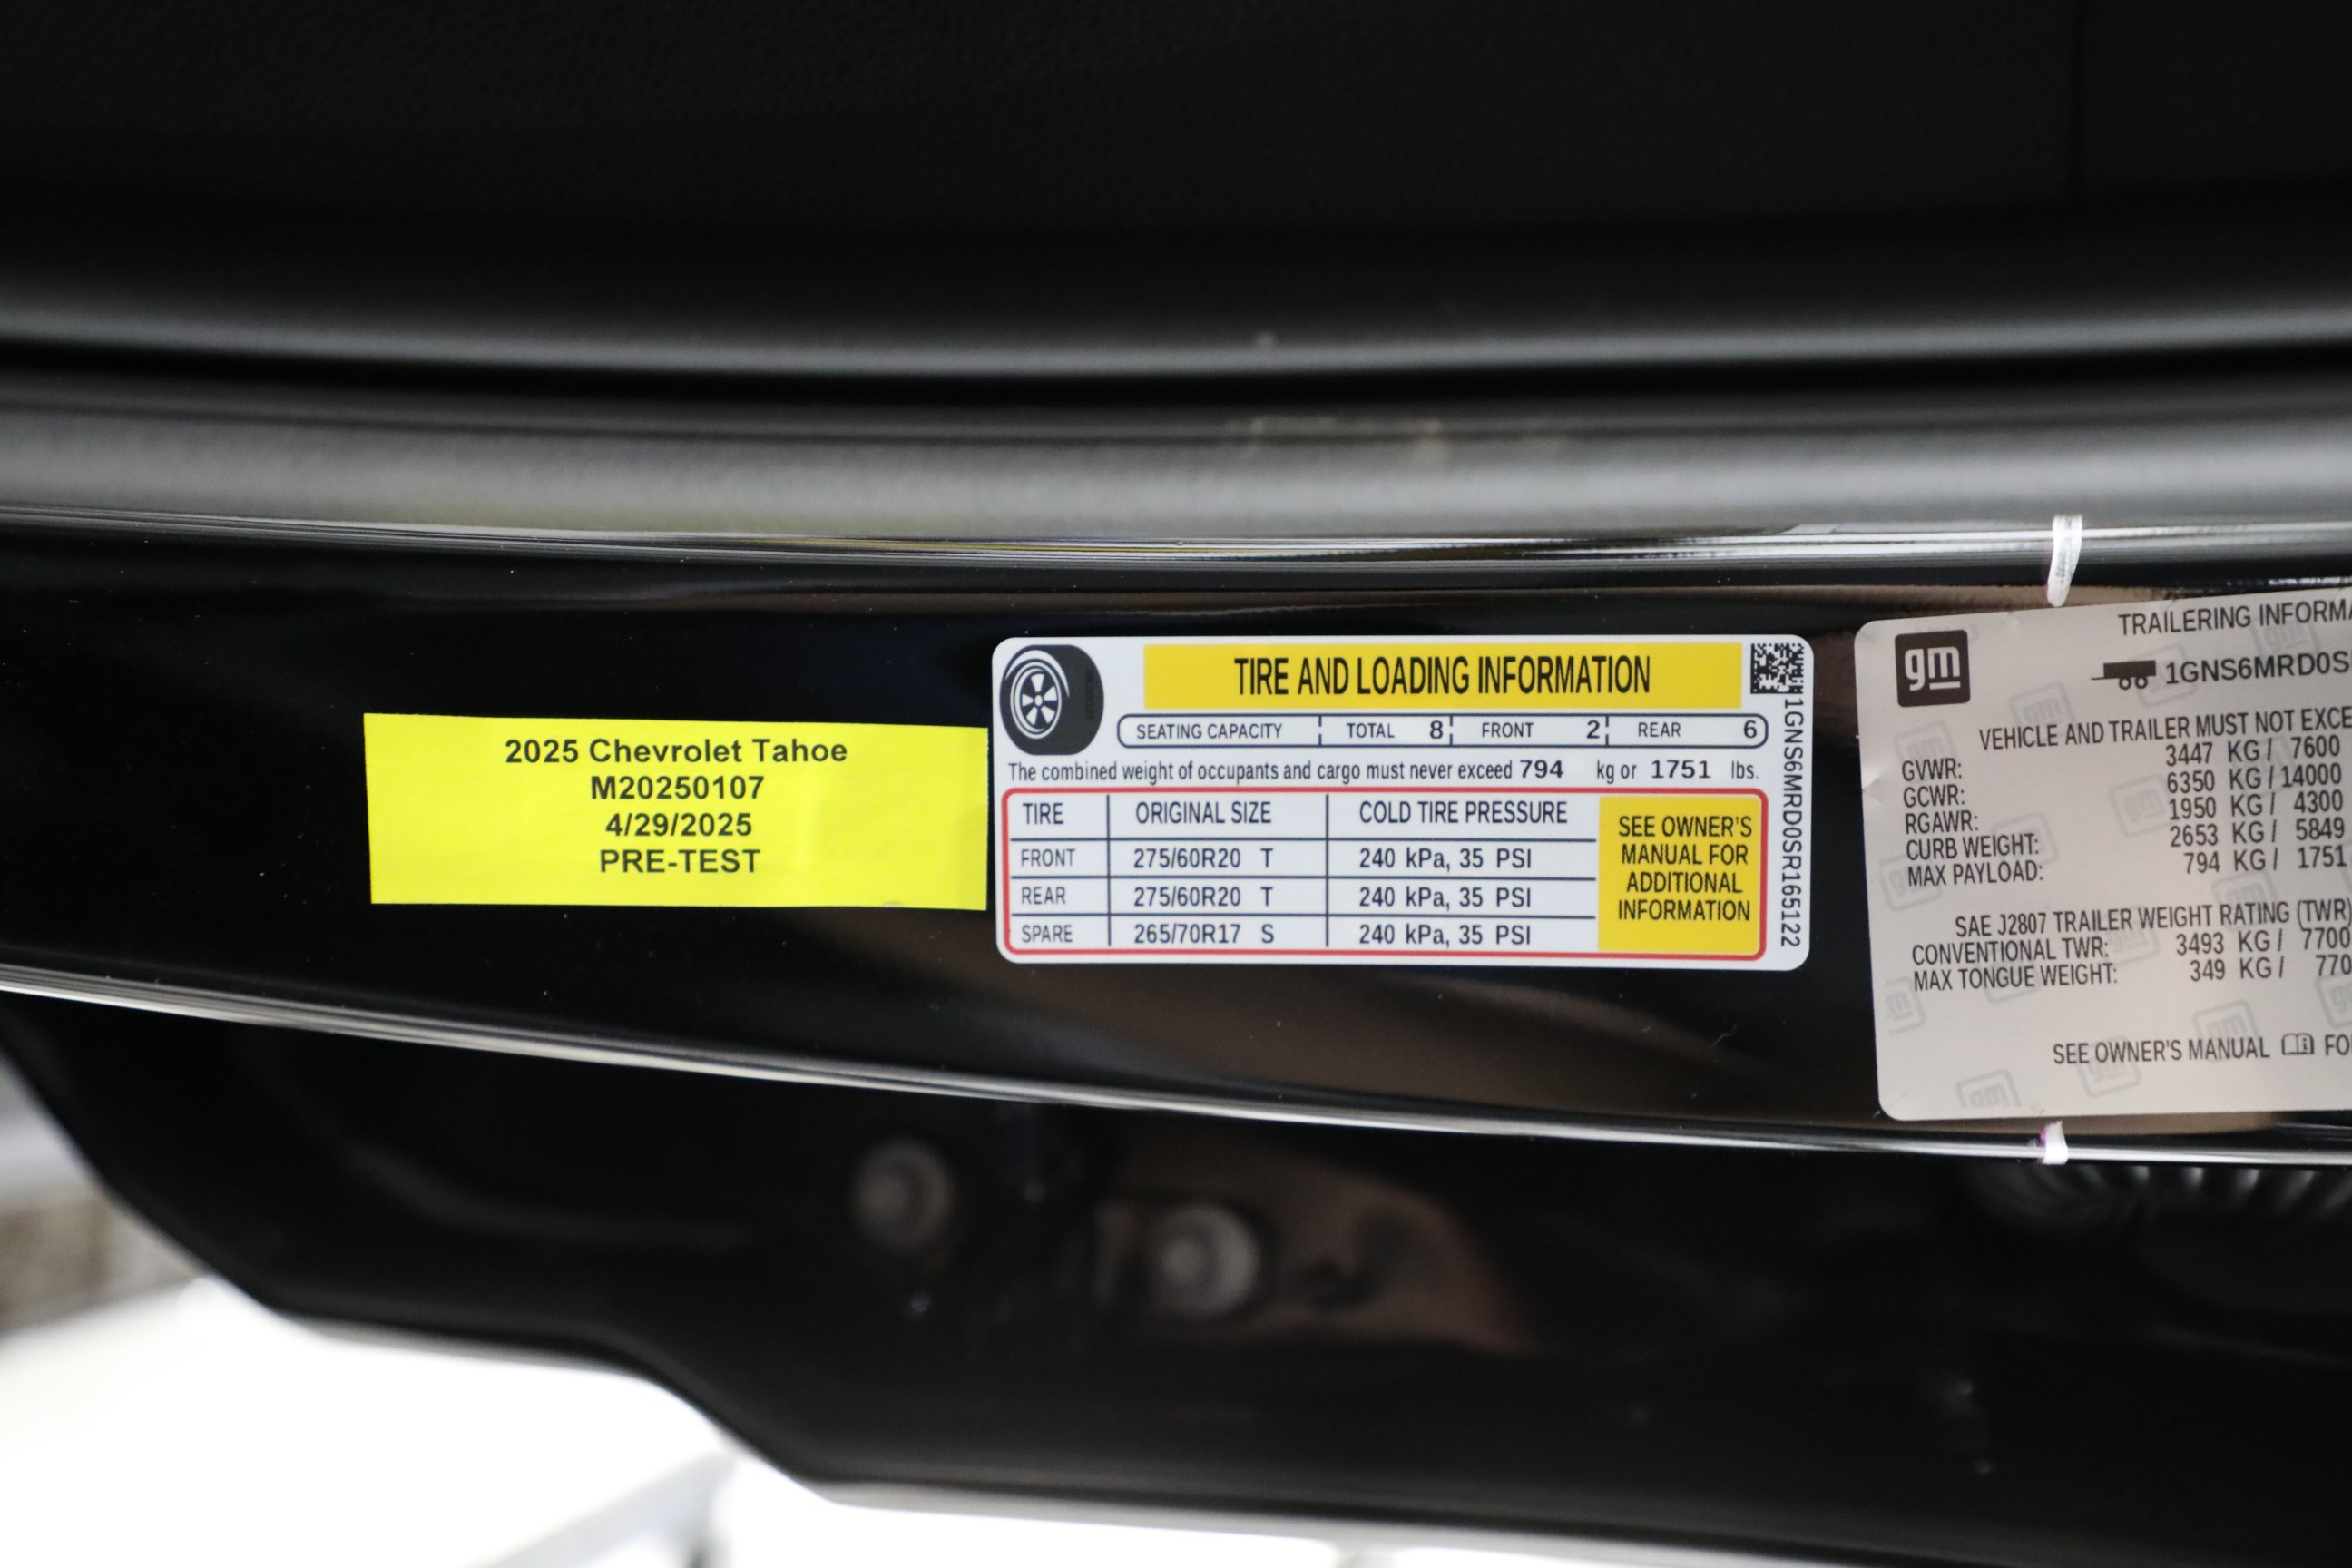 2025 Chevrolet Tahoe
M20250107
4/29/2025
PRE-TEST
TIRE AND LOADING INFORMATION
SEATING CAPACITY TOTAL 8 FRONT 2 REAR 6
The combined weight of occupants and cargo must never exceed 794 kg or 1751 lbs.
TIRE ORIGINAL SIZE COLD TIRE PRESSURE
FRONT 275/60R20 T 240 kPa, 35 PSI
REAR 275/60R20 T 240 kPa, 35 PSI
SPARE 265/70R17 S 240 kPa, 35 PSI
SEE OWNER'S
MANUAL FOR
ADDITIONAL
INFORMATION
1GNS6MRD0SR165122
gm
TRAILERING
1GNS6MRD0S
VEHICLE AND TRAILER MUST NOT
GVWR: 3447 KG / 7600
GCWR: 6350 KG / 14000
RGAWR: 1950 KG / 4300
CURB WEIGHT: 2653 KG / 5849
MAX PAYLOAD: 794 KG / 1751
SAE J2807 TRAILER WEIGHT RATING (TWR)
CONVENTIONAL TWR: 3493 KG / 7700
MAX TONGUE WEIGHT: 349 KG / 770
SEE OWNER'S MANUAL